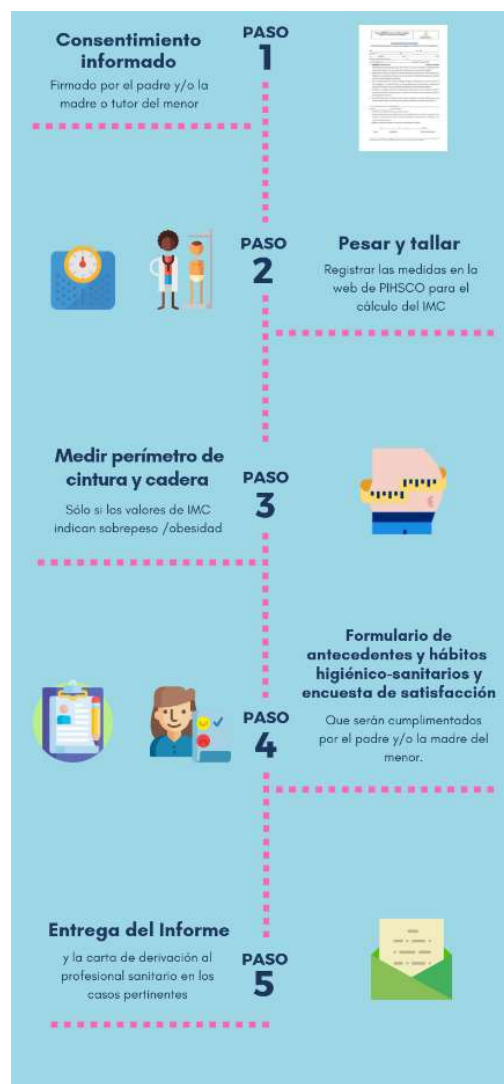 PASO
1
Consentimiento
informado
Firmado por el padre y/o la
madre o tutor del menor
PASO
2
Pesar y tallar
Registrar las medidas en la
web de PIHSCO para el
cálculo del IMC
Medir perímetro de
cintura y cadera
Sólo si los valores de IMC
indican sobrepeso /obesidad
PASO
3
Formulario de
antecedentes y hábitos
higiénico-sanitarios y
encuesta de satisfacción
Que serán cumplimentados
por el padre y/o la madre del
menor.
PASO
4
Entrega del Informe
y la carta de derivación al
profesional sanitario en los
casos pertinentes
PASO
5